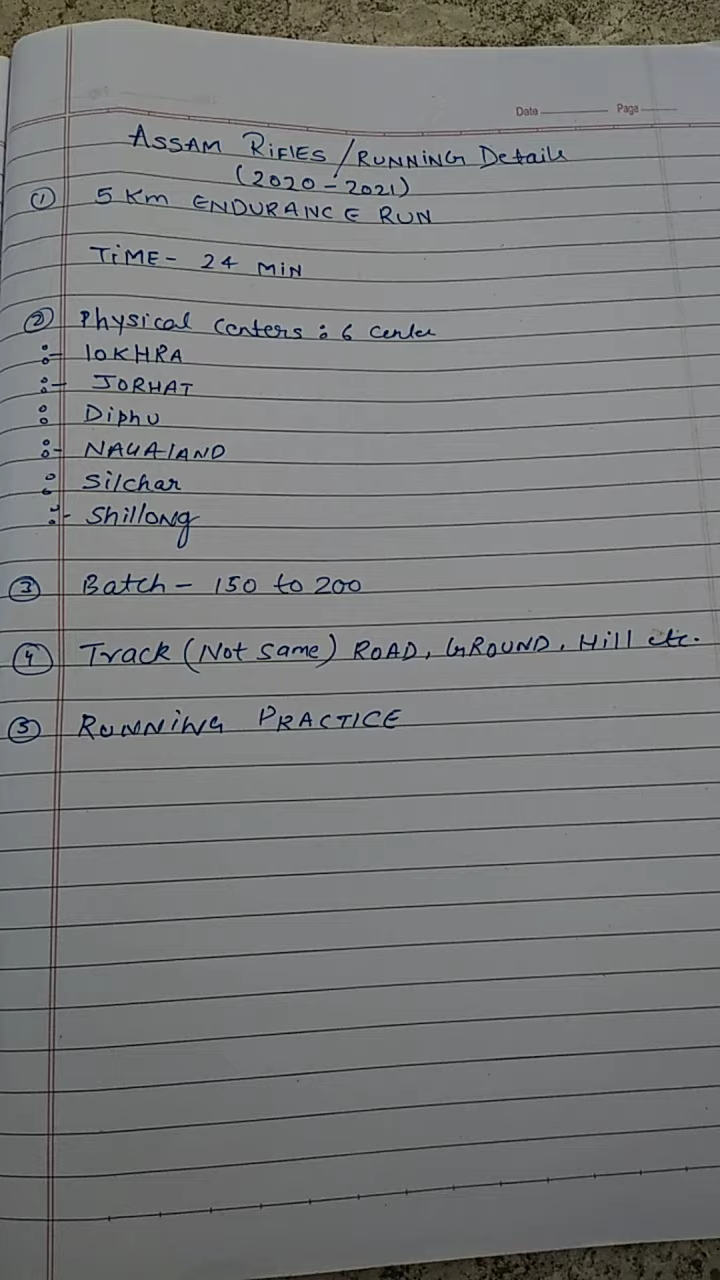 Date Page
ASSAM RIFLES / RUNNING Details
(2020-2021)
① 5 Km ENDURANCE RUN
TiME - 24 MiN
② Physical Centers : 6 Center
:- LOKHRA
:- JORHAT
: Diphu
:- NAGALAND
: Silchar
:- Shillong
③ Batch - 150 to 200
④ Track (Not same) ROAD, GROUND, Hill etc.
⑤ RUNNiNG PRACTICE